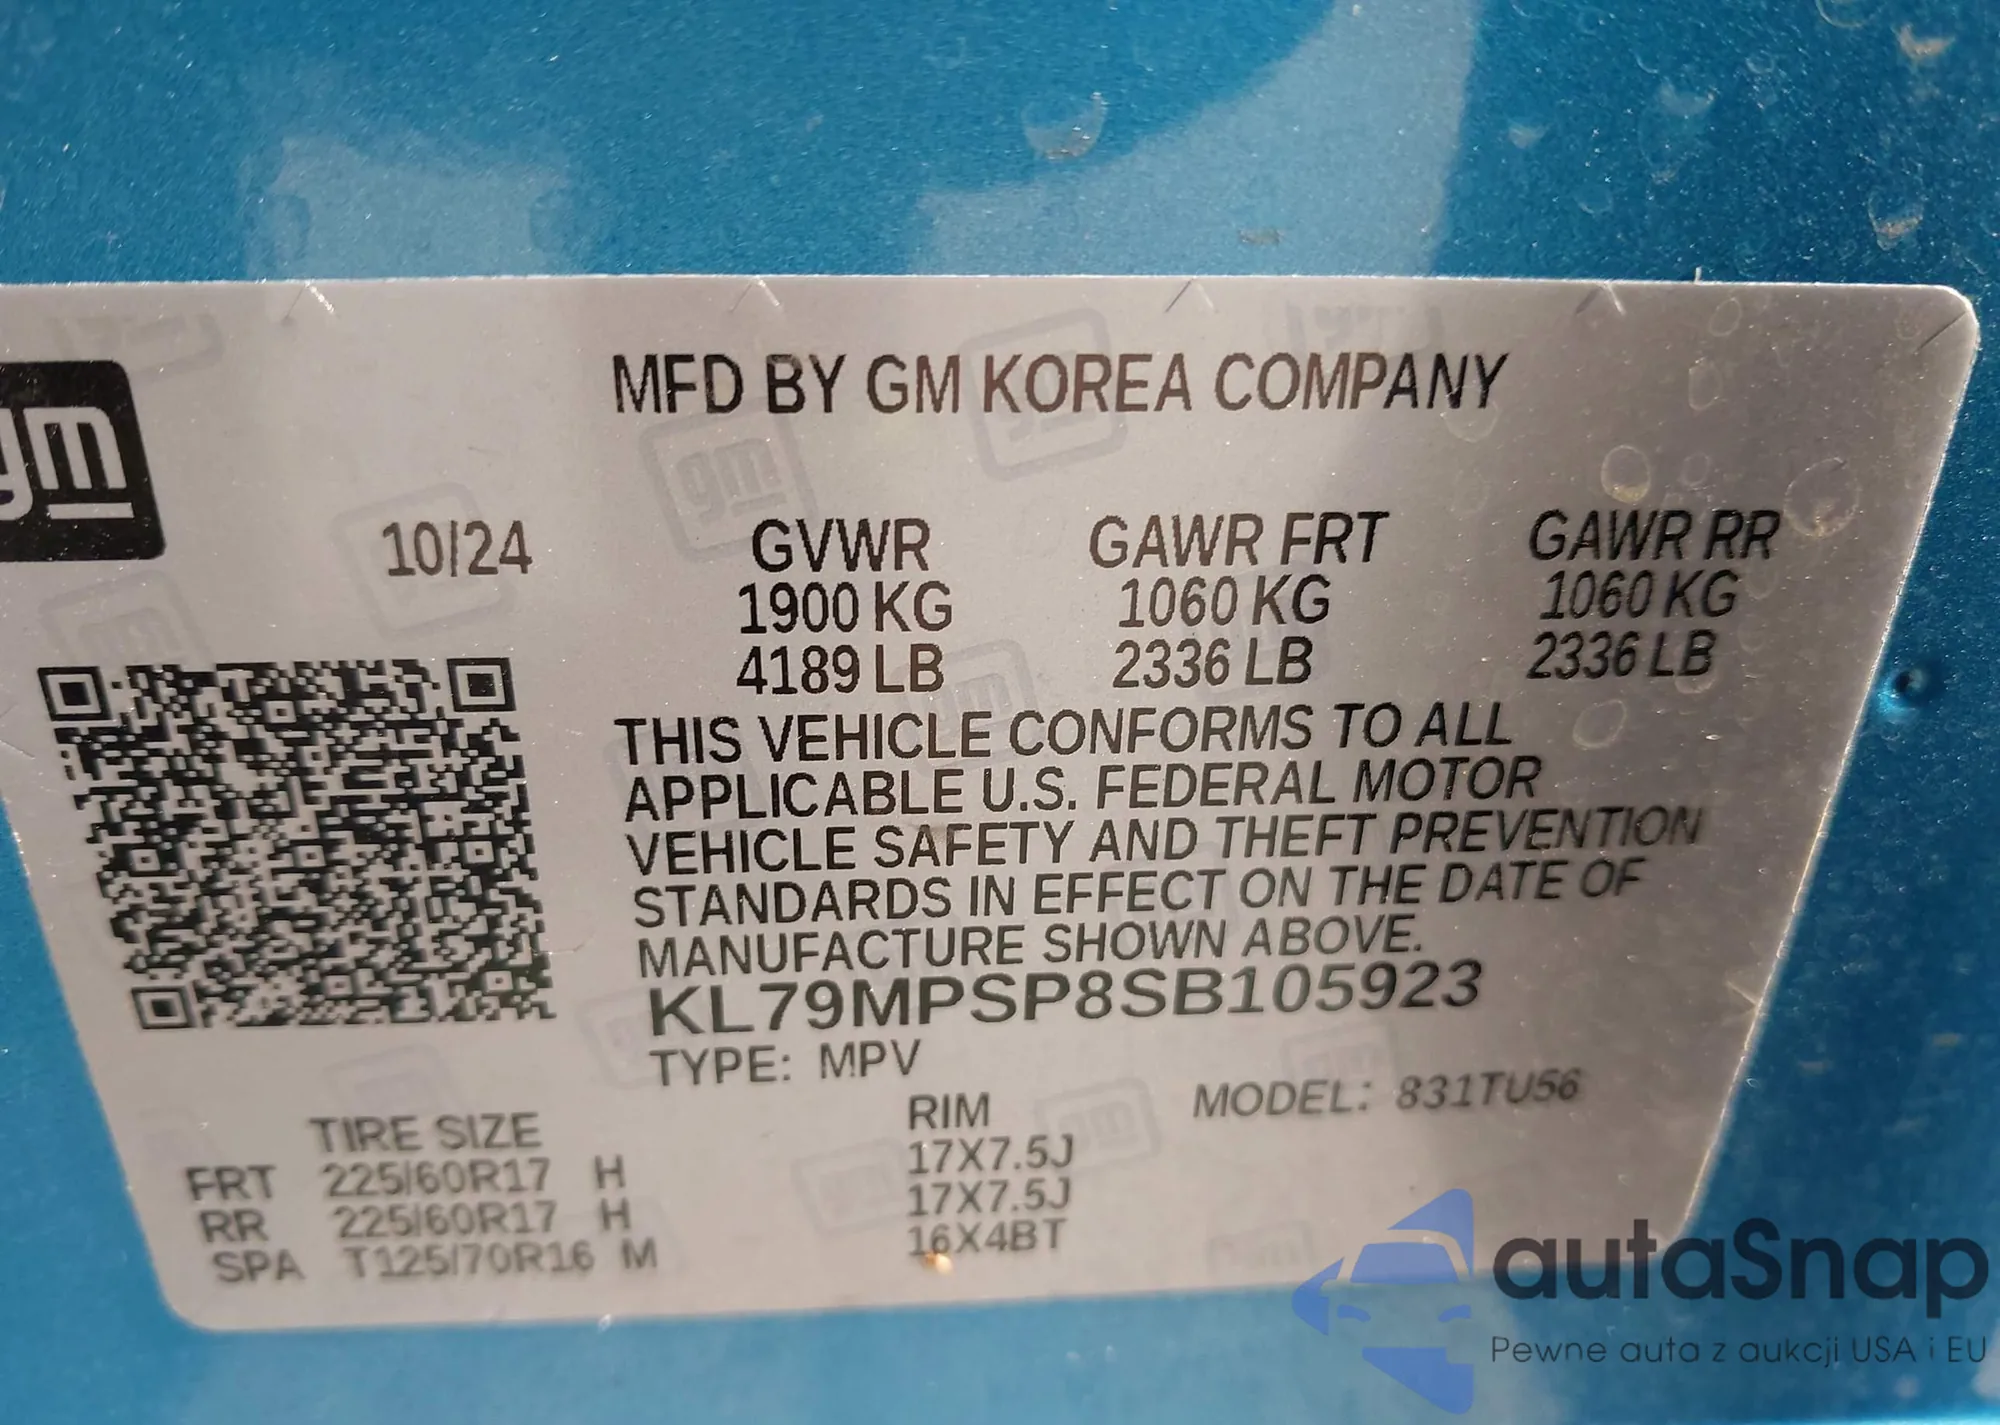 gm
MFD BY GM KOREA COMPANY
10/24 GVWR GAWR FRT GAWR RR
1900 KG 1060 KG 1060 KG
4189 LB 2336 LB 2336 LB
THIS VEHICLE CONFORMS TO ALL
APPLICABLE U.S. FEDERAL MOTOR
VEHICLE SAFETY AND THEFT PREVENTION
STANDARDS IN EFFECT ON THE DATE OF
MANUFACTURE SHOWN ABOVE.
KL79MPSP8SB105923
TYPE: MPV
MODEL: 831TU56
TIRE SIZE RIM
FRT 225/60R17 H 17X7.5J
RR 225/60R17 H 17X7.5J
SPA T125/70R16 M 16X4BT
autaSnap
Pewne auta z aukcji USA i EU